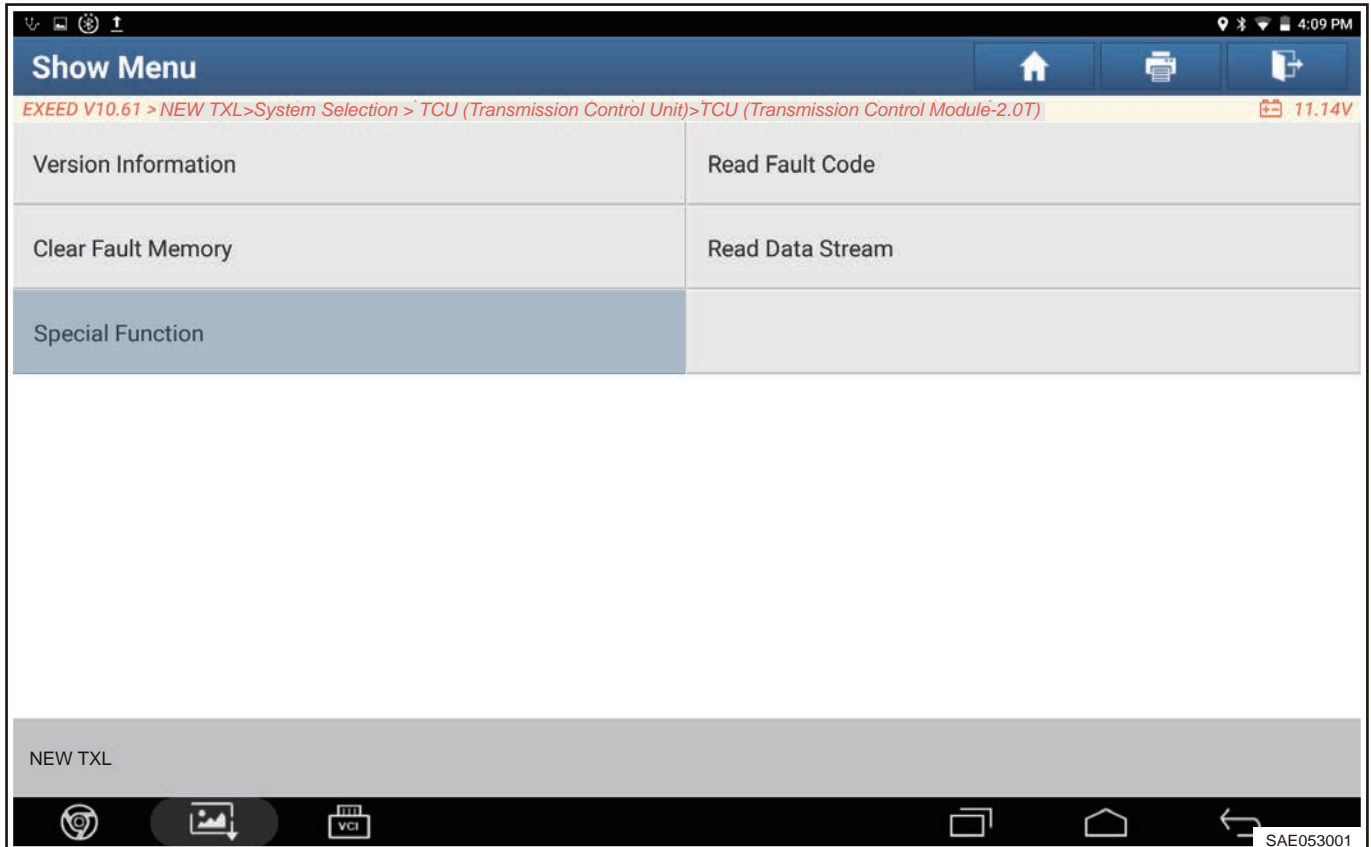 4:09 PM
Show Menu
EXEED V10.61 > NEW TXL>System Selection > TCU (Transmission Control Unit)>TCU (Transmission Control Module-2.0T)
11.14V
Version Information
Read Fault Code
Clear Fault Memory
Read Data Stream
Special Function
NEW TXL
VCI
SAE053001